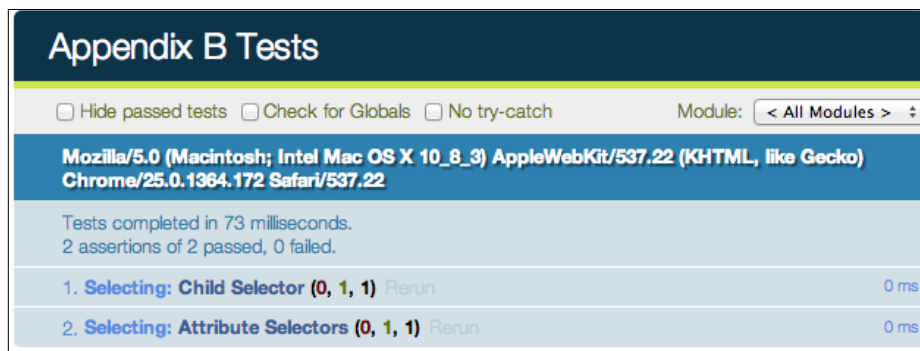 Appendix B Tests
Hide passed tests Check for Globals No try-catch Module: < All Modules >
Mozilla/5.0 (Macintosh; Intel Mac OS X 10_8_3) AppleWebKit/537.22 (KHTML, like Gecko)
Chrome/25.0.1364.172 Safari/537.22
Tests completed in 73 milliseconds.
2 assertions of 2 passed, 0 failed.
1. Selecting: Child Selector (0, 1, 1) Rerun 0 ms
2. Selecting: Attribute Selectors (0, 1, 1) Rerun 0 ms